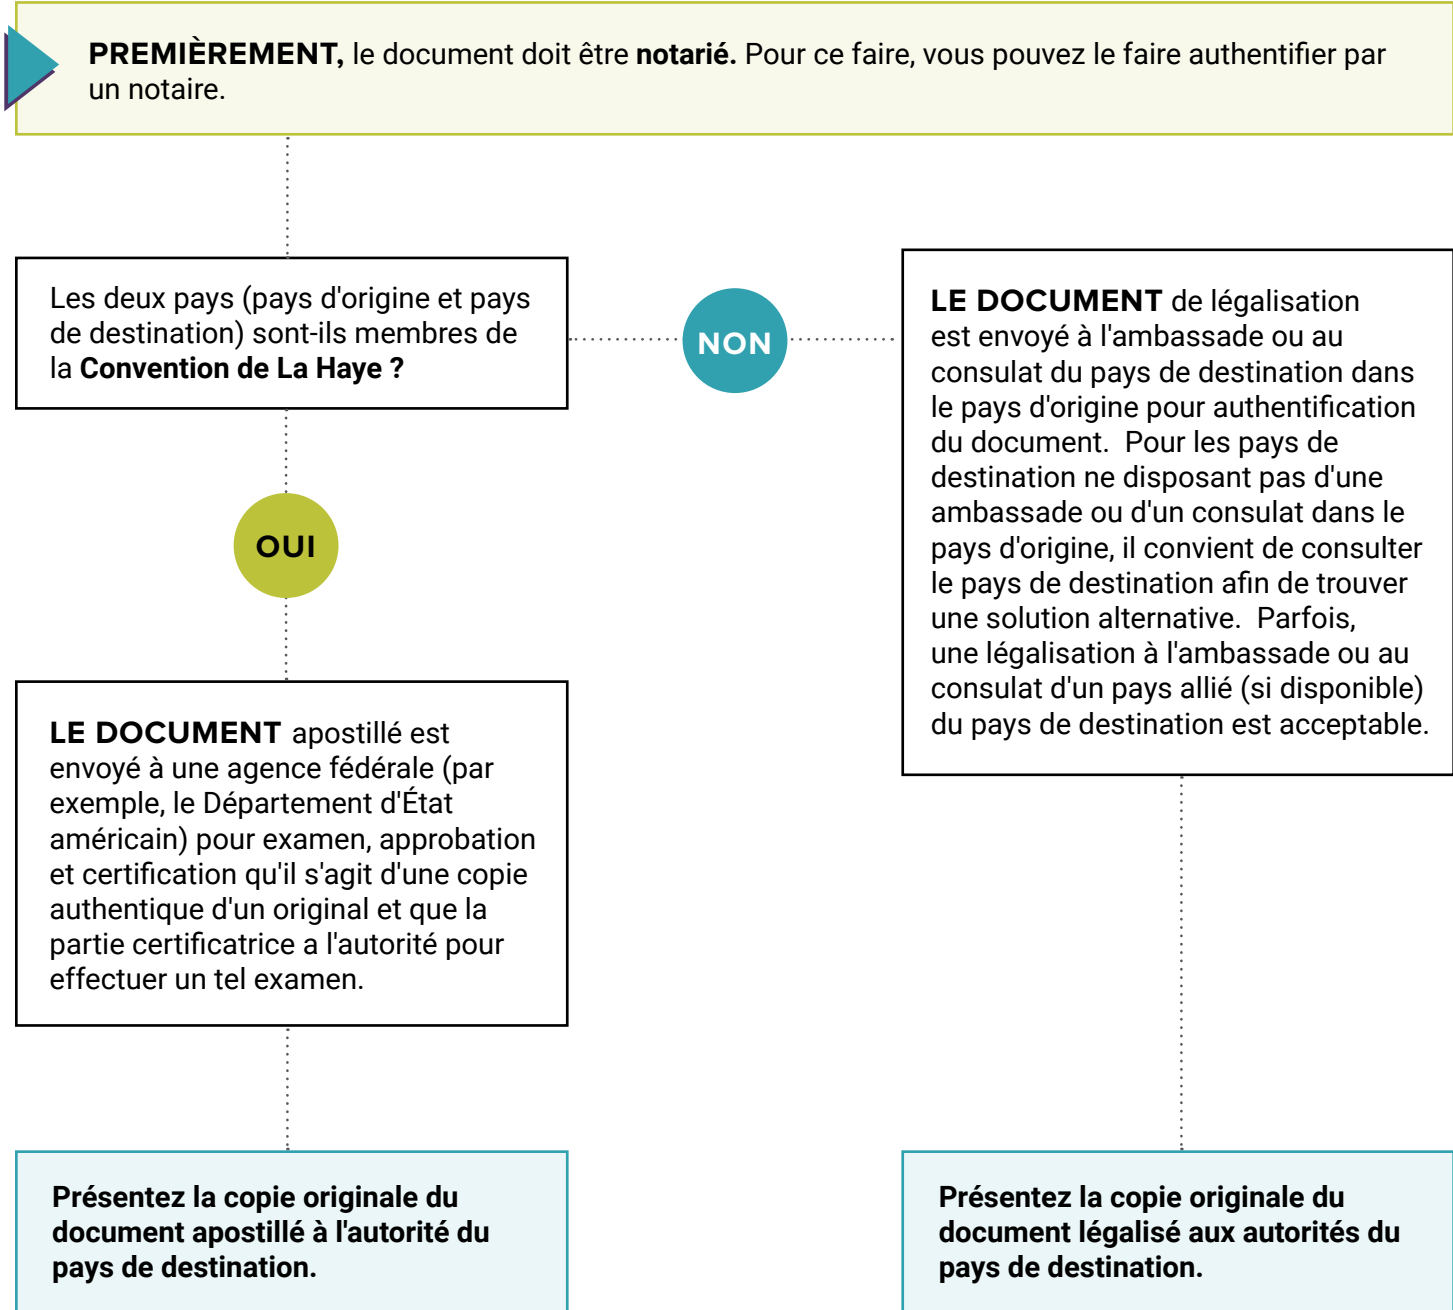 PREMIÈREMENT, le document doit être notarié. Pour ce faire, vous pouvez le faire authentifier par
un notaire.
Les deux pays (pays d'origine et pays
de destination) sont-ils membres de
la Convention de La Haye ?
NON
LE DOCUMENT de légalisation
est envoyé à l'ambassade ou au
consulat du pays de destination dans
le pays d'origine pour authentification
du document.  Pour les pays de
destination ne disposant pas d'une
ambassade ou d'un consulat dans le
pays d'origine, il convient de consulter
le pays de destination afin de trouver
une solution alternative.  Parfois,
une légalisation à l'ambassade ou au
consulat d'un pays allié (si disponible)
du pays de destination est acceptable.
OUI
LE DOCUMENT apostillé est
envoyé à une agence fédérale (par
exemple, le Département d'État
américain) pour examen, approbation
et certification qu'il s'agit d'une copie
authentique d'un original et que la
partie certificatrice a l'autorité pour
effectuer un tel examen.
Présentez la copie originale du
document apostillé à l'autorité du
pays de destination.
Présentez la copie originale du
document légalisé aux autorités du
pays de destination.